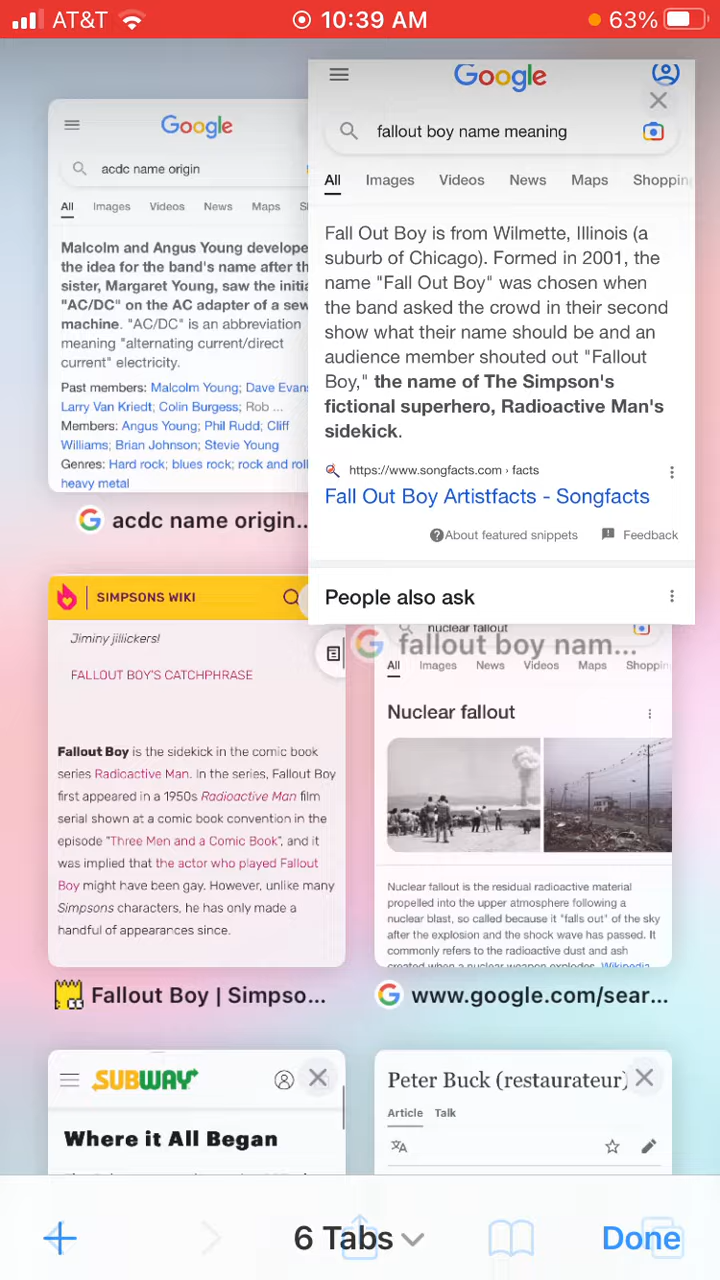 AT&T
10:39 AM
63%
Google
acdc name origin
All Images Videos News Maps
Malcolm and Angus Young develope
the idea for the band's name after th
sister, Margaret Young, saw the initia
"AC/DC" on the AC adapter of a sew
machine. "AC/DC" is an abbreviation
meaning "alternating current/direct
current" electricity.
Past members: Malcolm Young; Dave Evans
Larry Van Kriedt; Colin Burgess; Rob ...
Members: Angus Young; Phil Rudd; Cliff
Williams; Brian Johnson; Stevie Young
Genres: Hard rock; blues rock; rock and roll
heavy metal
acdc name origin...
Google
fallout boy name meaning
All Images Videos News Maps Shoppin
Fall Out Boy is from Wilmette, Illinois (a
suburb of Chicago). Formed in 2001, the
name "Fall Out Boy" was chosen when
the band asked the crowd in their second
show what their name should be and an
audience member shouted out "Fallout
Boy," the name of The Simpson's
fictional superhero, Radioactive Man's
sidekick.
https://www.songfacts.com › facts
Fall Out Boy Artistfacts - Songfacts
About featured snippets Feedback
People also ask
fallout boy nam...
SIMPSONS WIKI
Jiminy jillickers!
FALLOUT BOY'S CATCHPHRASE
Fallout Boy is the sidekick in the comic book
series Radioactive Man. In the series, Fallout Boy
first appeared in a 1950s Radioactive Man film
serial shown at a comic book convention in the
episode "Three Men and a Comic Book", and it
was implied that the actor who played Fallout
Boy might have been gay. However, unlike many
Simpsons characters, he has only made a
handful of appearances since.
Fallout Boy | Simpso...
nuclear fallout
All Images News Videos Maps Shoppin
Nuclear fallout
Nuclear fallout is the residual radioactive material
propelled into the upper atmosphere following a
nuclear blast, so called because it "falls out" of the sky
after the explosion and the shock wave has passed. It
commonly refers to the radioactive dust and ash
created when a nuclear weapon explodes. Wikipedia
www.google.com/sear...
SUBWAY
Where it All Began
Peter Buck (restaurateur)
Article Talk
6 Tabs
Done